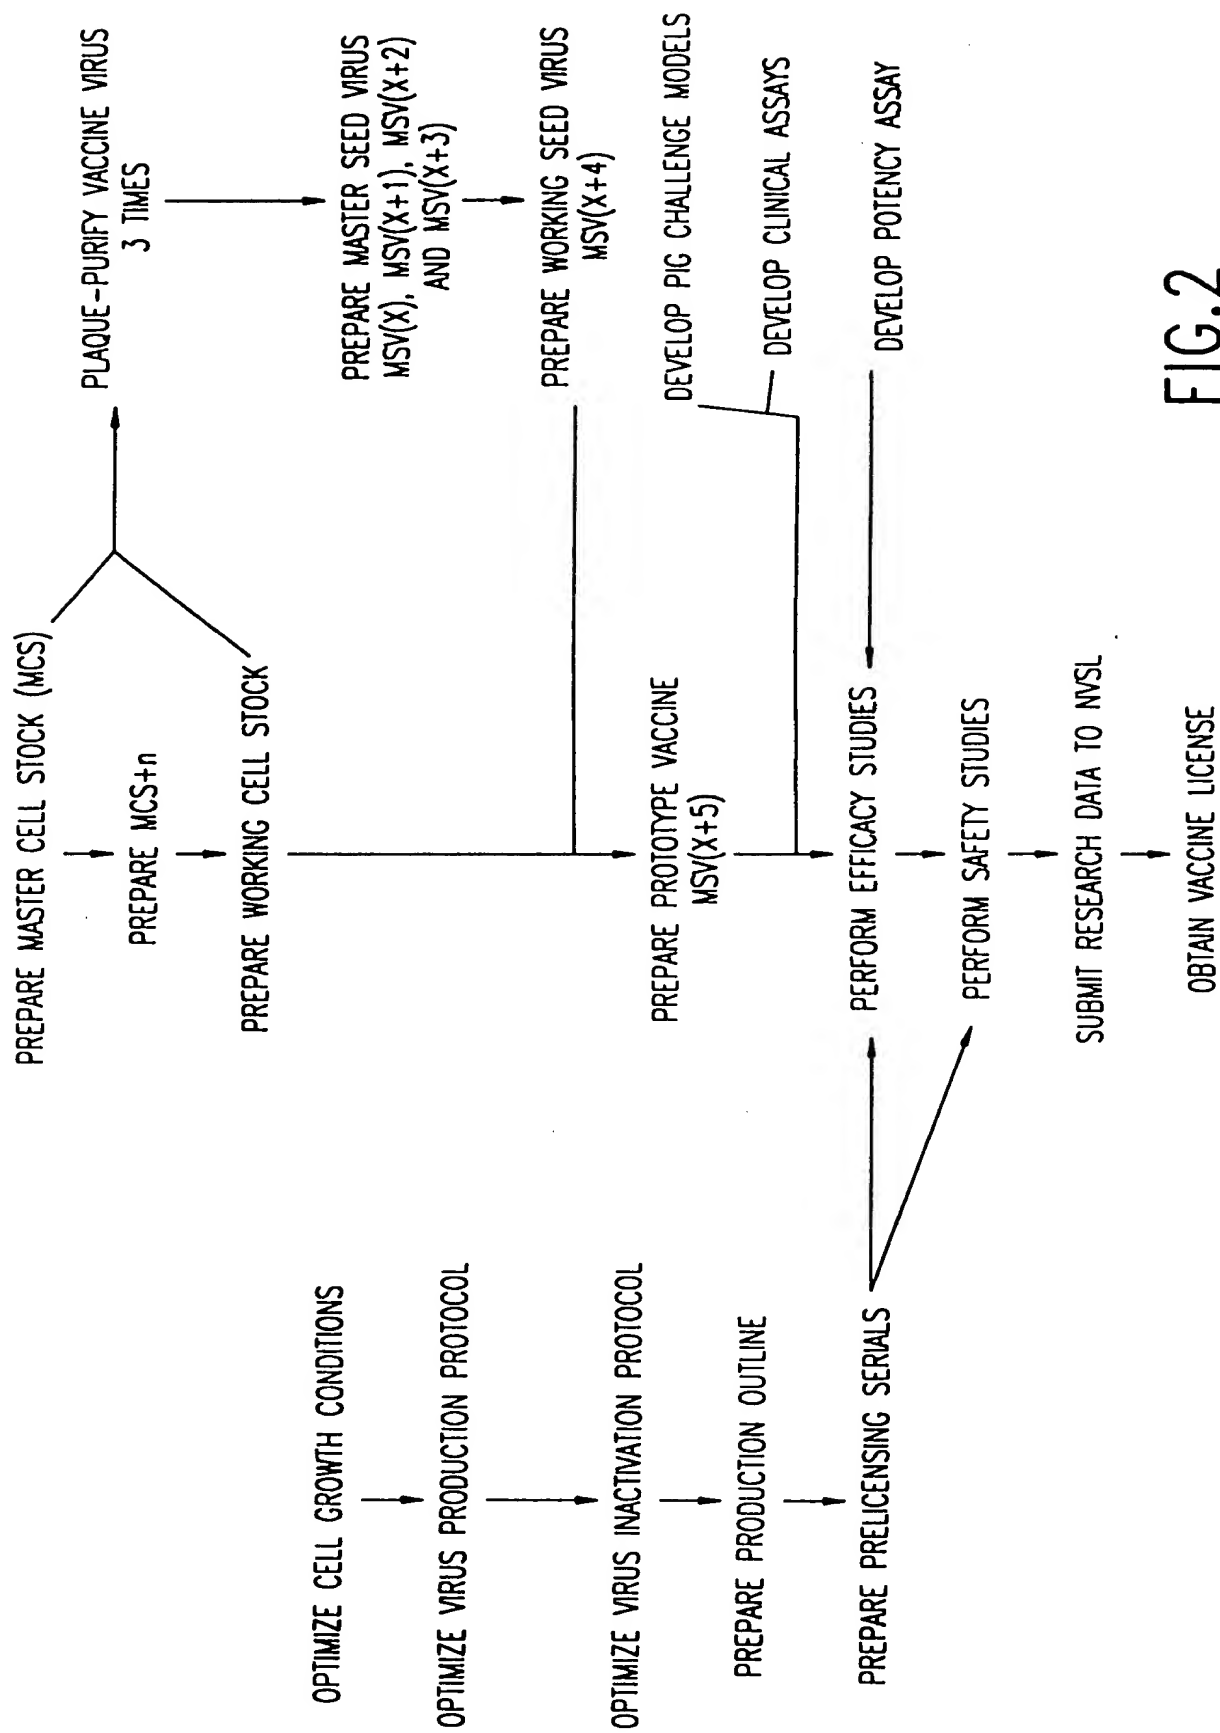 PREPARE MASTER CELL STOCK (MCS)
PREPARE MCS+n
PREPARE WORKING CELL STOCK
PLAQUE-PURIFY VACCINE VIRUS
3 TIMES
PREPARE MASTER SEED VIRUS
MSV(X), MSV(X+1), MSV(X+2)
AND MSV(X+3)
PREPARE WORKING SEED VIRUS
MSV(X+4)
OPTIMIZE CELL GROWTH CONDITIONS
OPTIMIZE VIRUS PRODUCTION PROTOCOL
OPTIMIZE VIRUS INACTIVATION PROTOCOL
PREPARE PRODUCTION OUTLINE
PREPARE PRELICENSING SERIALS
PREPARE PROTOTYPE VACCINE
MSV(X+5)
DEVELOP PIG CHALLENGE MODELS
DEVELOP CLINICAL ASSAYS
PERFORM EFFICACY STUDIES
DEVELOP POTENCY ASSAY
PERFORM SAFETY STUDIES
SUBMIT RESEARCH DATA TO NVSL
OBTAIN VACCINE LICENSE
FIG.2